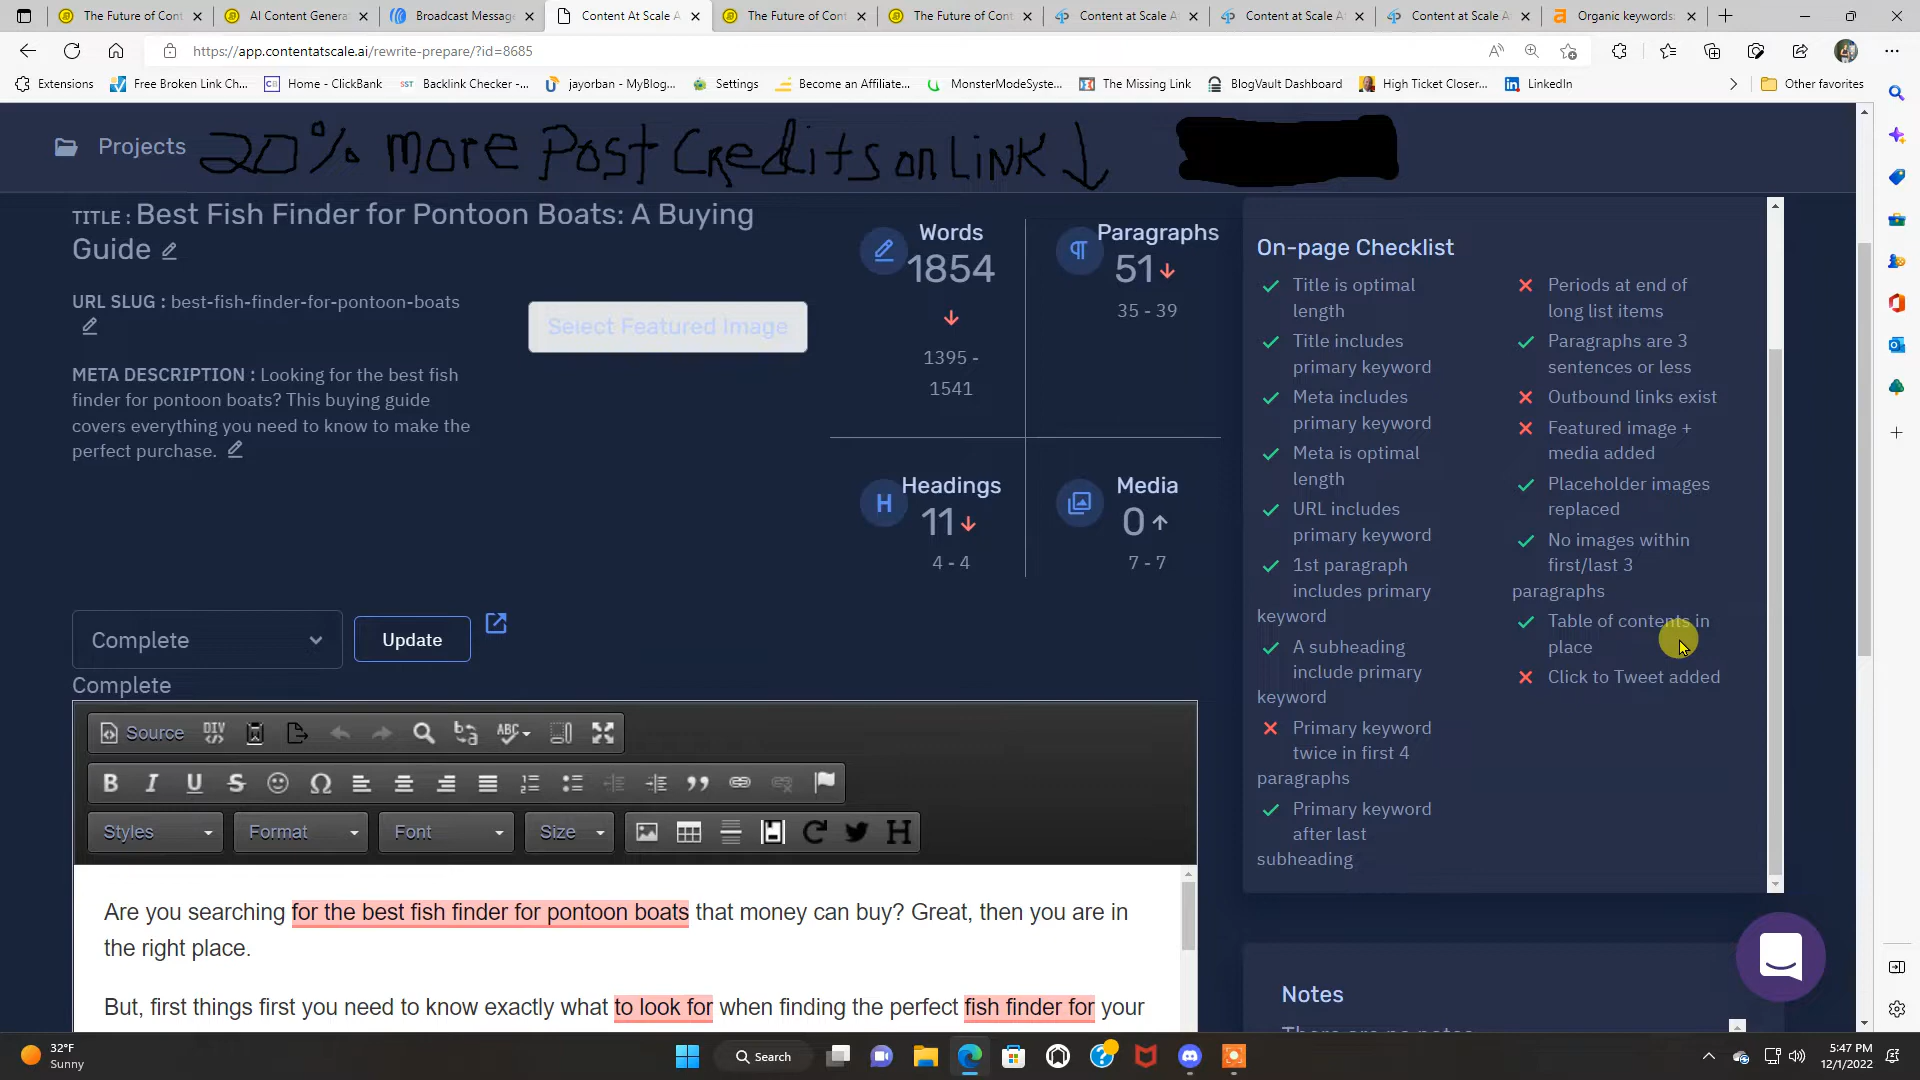 The Future of Cont
AI Content Genera
Broadcast Messag
Content At Scale A
The Future of Cont
The Future of Cont
Content at Scale A
Content at Scale A
Content at Scale A
Organic keywords:
https://app.contentatscale.ai/rewrite-prepare/?id=8685
Extensions
Free Broken Link Ch...
Home - ClickBank
SST Backlink Checker -...
jayorban - MyBlog...
Settings
Become an Affiliate...
MonsterModeSyste...
The Missing Link
BlogVault Dashboard
High Ticket Closer...
LinkedIn
Other favorites
Projects
20% more Post Credits on Link ↓
TITLE : Best Fish Finder for Pontoon Boats: A Buying
Guide
URL SLUG : best-fish-finder-for-pontoon-boats
META DESCRIPTION : Looking for the best fish
finder for pontoon boats? This buying guide
covers everything you need to know to make the
perfect purchase.
Select Featured Image
Words
1854
1395 -
1541
Paragraphs
51
35 - 39
Headings
11
4 - 4
Media
0
7 - 7
Complete
Update
Complete
Source
Styles
Format
Font
Size
Are you searching for the best fish finder for pontoon boats that money can buy? Great, then you are in
the right place.
But, first things first you need to know exactly what to look for when finding the perfect fish finder for your
On-page Checklist
Title is optimal
length
Title includes
primary keyword
Meta includes
primary keyword
Meta is optimal
length
URL includes
primary keyword
1st paragraph
includes primary
keyword
A subheading
include primary
keyword
Primary keyword
twice in first 4
paragraphs
Primary keyword
after last
subheading
Periods at end of
long list items
Paragraphs are 3
sentences or less
Outbound links exist
Featured image +
media added
Placeholder images
replaced
No images within
first/last 3
paragraphs
Table of contents in
place
Click to Tweet added
Notes
There are no notes
32°F
Sunny
Search
5:47 PM
12/1/2022